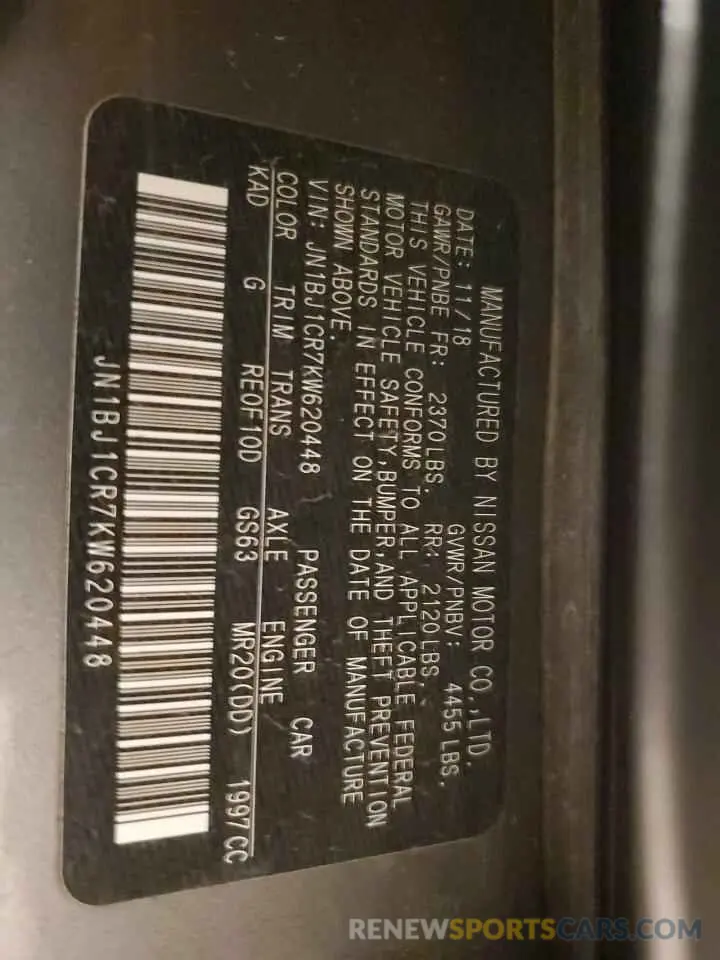 MANUFACTURED BY NISSAN MOTOR CO.,LTD.
DATE: 11/18 GVWR/PNBV: 4455 LBS.
GAWR/PNBE FR: 2370 LBS. RR: 2120 LBS.
THIS VEHICLE CONFORMS TO ALL APPLICABLE FEDERAL
MOTOR VEHICLE SAFETY,BUMPER,AND THEFT PREVENTION
STANDARDS IN EFFECT ON THE DATE OF MANUFACTURE
SHOWN ABOVE.
VIN: JN1BJ1CR7KW620448 PASSENGER CAR
COLOR TRIM TRANS AXLE ENGINE
KAD G RE0F10D GS63 MR20(DD) 1997CC
JN1BJ1CR7KW620448
RENEWSPORTSCARS.COM